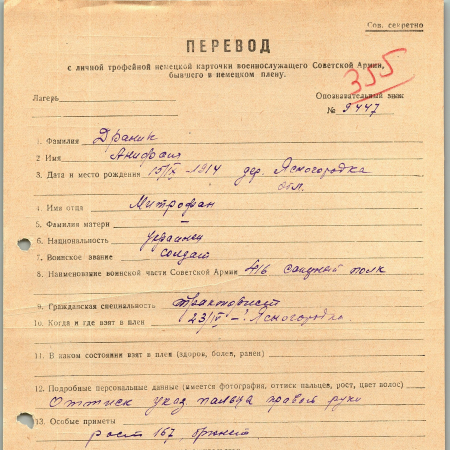 Сов. секретно
ПЕРЕВОД
с личной трофейной немецкой карточки военнослужащего Советской Армии,
бывшего в немецком плену.
355
Лагерь
Опознавательный знак
№ 9447
1. Фамилия Драник
2 Имя
3. Дата и место рождения 15/IX-1914 дер. Ясногородка
обл.
4. Имя отца Митрофан
5. Фамилия матери —
6. Национальность украинец
7. Воинское звание солдат
8. Наименование воинской части Советской Армии 416 полк
9. Гражданская специальность тракторист
10. Когда и где взят в плен Ясногородка
11. В каком состоянии взят в плен (здоров, болен, ранен)
12. Подробные персональные данные (имеется фотография, оттиск пальцев, рост, цвет волос)
Оттиск указ пальца правой руки
13. Особые приметы
рост 167, брюнет